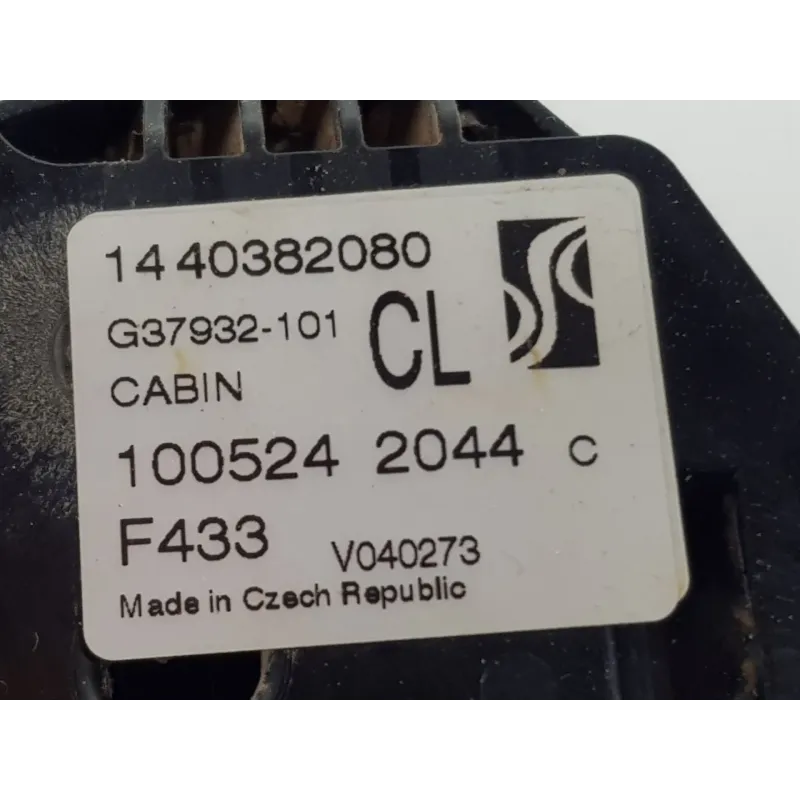 1440382080
G37932-101
CL
CABIN
100524 2044 C
F433
V040273
Made in Czech Republic